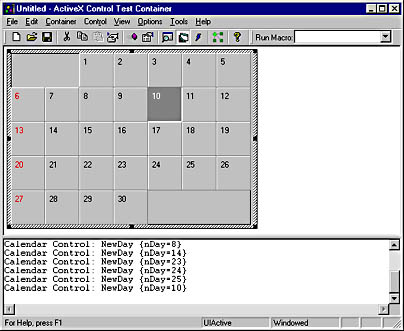 Untitled - ActiveX Control Test Container
File Edit Container Control View Options Tools Help
Run Macro:
1 2 3 4 5
6 7 8 9 10 11 12
13 14 15 16 17 18 19
20 21 22 23 24 25 26
27 28 29 30
Calendar Control: NewDay {nDay=8}
Calendar Control: NewDay {nDay=14}
Calendar Control: NewDay {nDay=23}
Calendar Control: NewDay {nDay=24}
Calendar Control: NewDay {nDay=25}
Calendar Control: NewDay {nDay=10}
For Help, press F1 UIActive Windowed